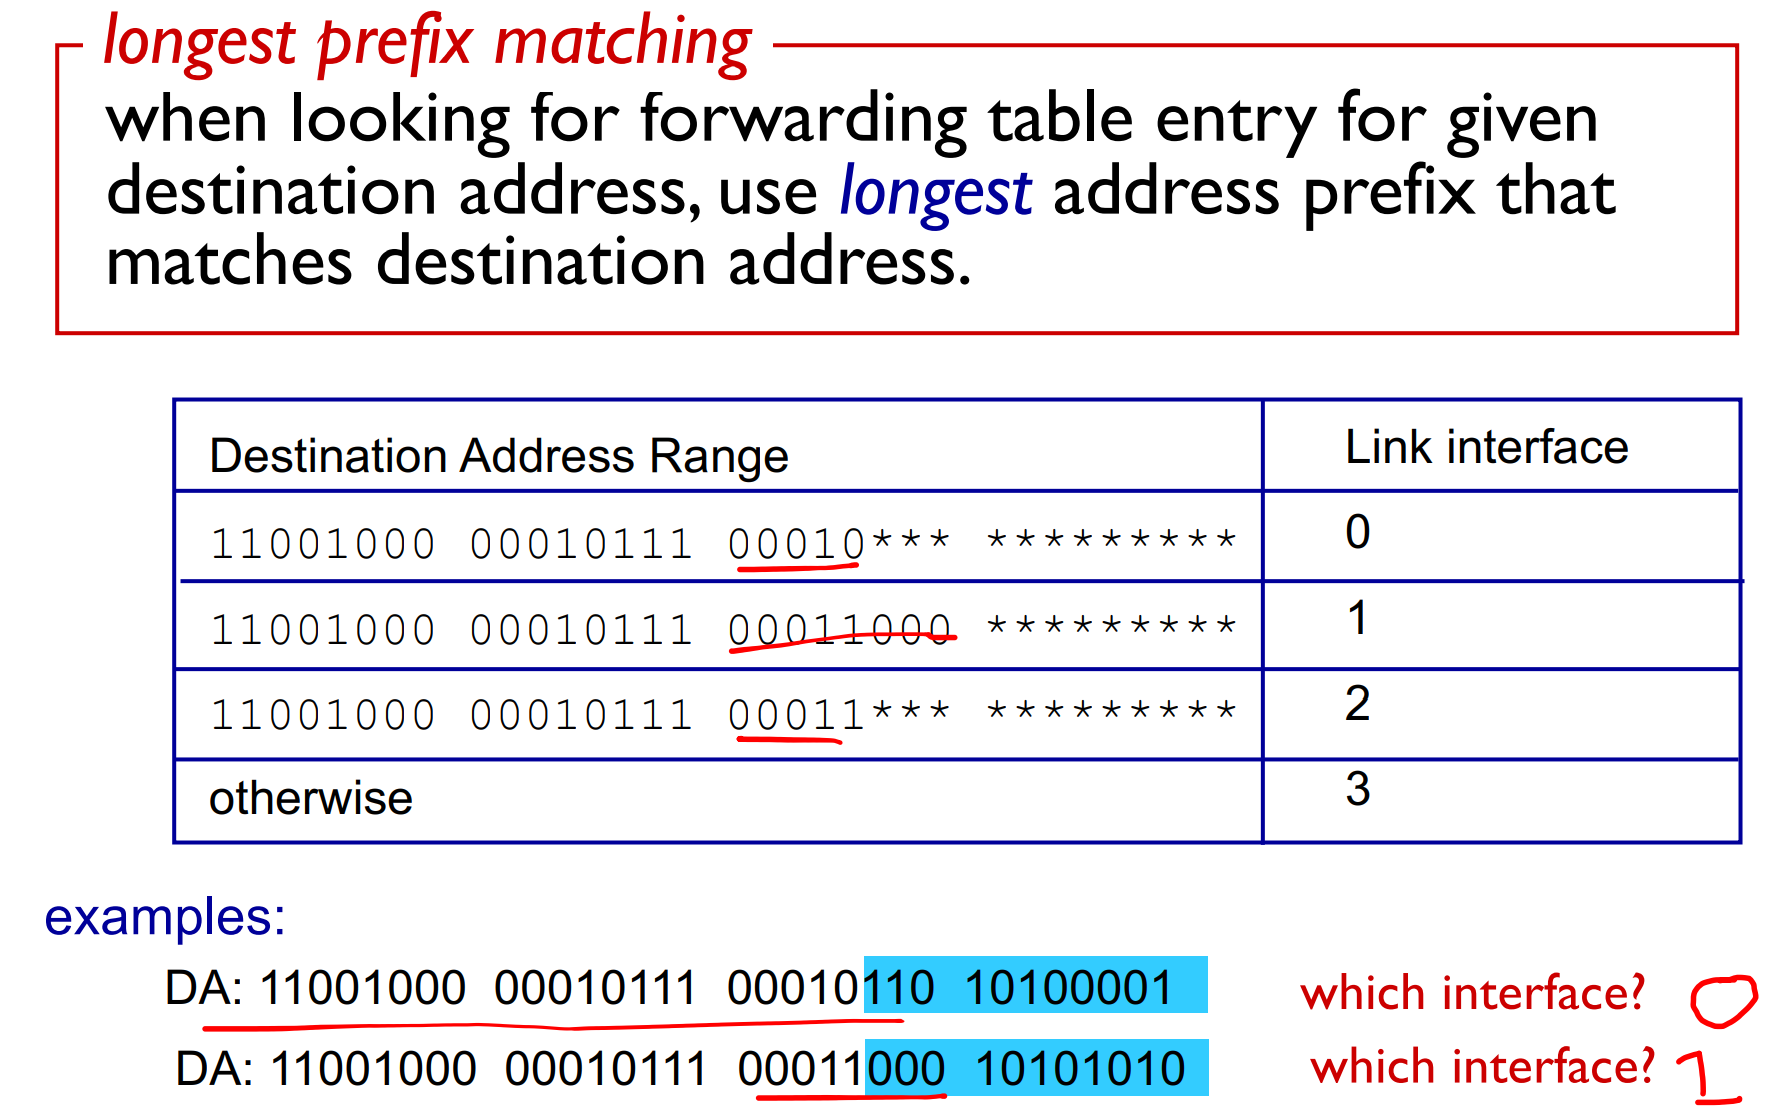 longest prefix matching
when looking for forwarding table entry for given
destination address, use longest address prefix that
matches destination address.
Destination Address Range Link interface
11001000 00010111 00010*** ********* 0
11001000 00010111 00011000 ********* 1
11001000 00010111 00011*** ********* 2
otherwise 3
examples:
DA: 11001000 00010111 00010110 10100001 which interface? 0
DA: 11001000 00010111 00011000 10101010 which interface? 1